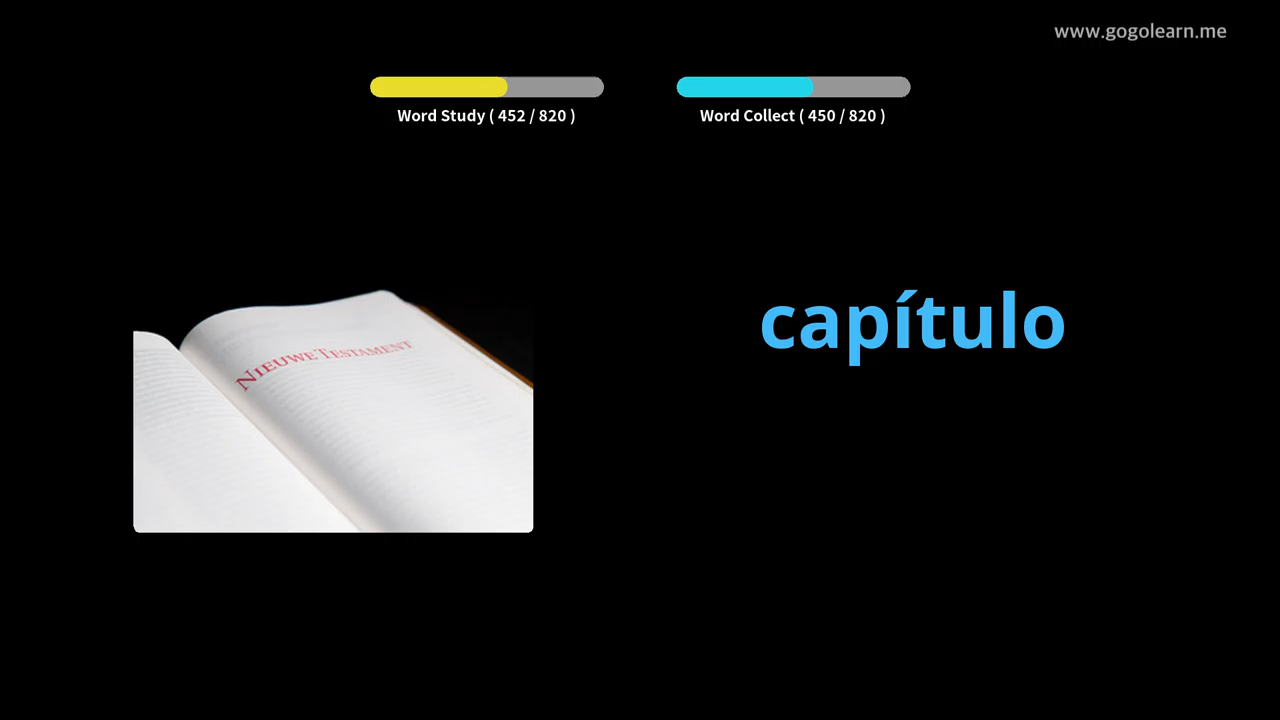 www.gogolearn.me
Word Study ( 452 / 820 )
Word Collect ( 450 / 820 )
capítulo
NIEUWE TESTAMENT